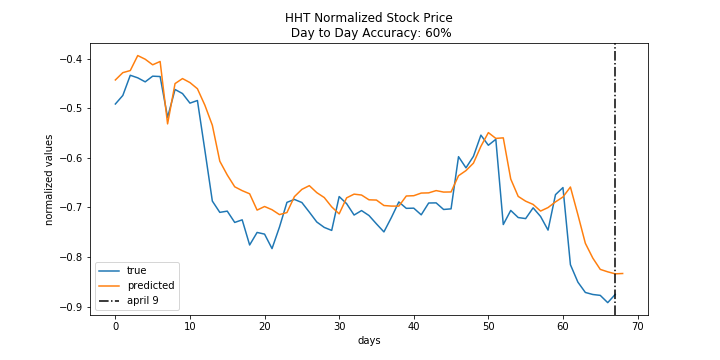 HHT Normalized Stock Price
Day to Day Accuracy: 60%
normalized values
−0.4
−0.5
−0.6
−0.7
−0.8
−0.9
true
predicted
april 9
0 10 20 30 40 50 60 70
days